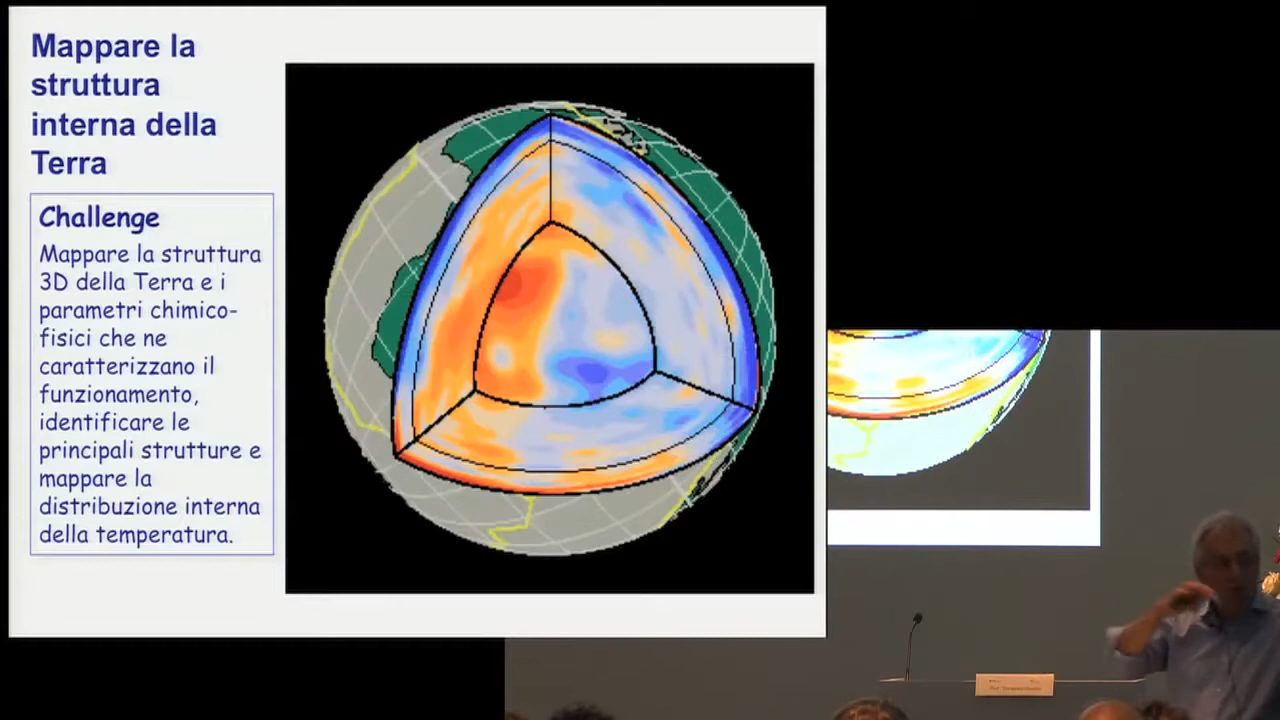 Mappare la
struttura
interna della
Terra
Challenge
Mappare la struttura
3D della Terra e i
parametri chimico-
fisici che ne
caratterizzano il
funzionamento,
identificare le
principali strutture e
mappare la
distribuzione interna
della temperatura.